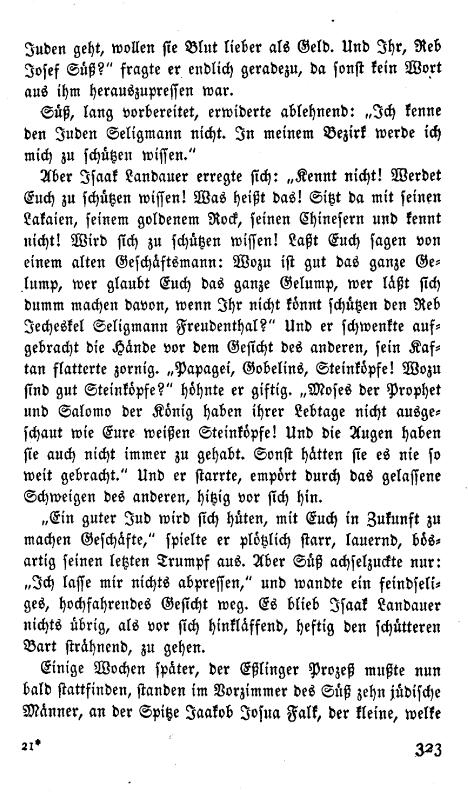 Juden geht, wollen sie Blut lieber als Geld. Und Ihr, Reb
Josef Süß?“ fragte er endlich geradezu, da sonst kein Wort
aus ihm herauszupressen war.
Süß, lang vorbereitet, erwiderte ablehnend: „Ich kenne
den Juden Seligmann nicht. In meinem Bezirk werde ich
mich zu schützen wissen.“
Aber Isaak Landauer erregte sich: „Kennt nicht! Werdet
Euch zu schützen wissen! Was heißt das! Sitzt da mit seinen
Lakaien, seinem goldenem Rock, seinen Chinesern und kennt
nicht! Wird sich zu schützen wissen! Laßt Euch sagen von
einem alten Geschäftsmann: Wozu ist gut das ganze Ge-
lump, wer glaubt Euch das ganze Gelump, wer läßt sich
dumm machen davon, wenn Ihr nicht könnt schützen den Reb
Jecheskel Seligmann Freudenthal?“ Und er schwenkte auf-
gebracht die Hände vor dem Gesicht des anderen, sein Kaf-
tan flatterte zornig. „Papagei, Gobelins, Steinköpfe! Wozu
sind gut Steinköpfe?“ höhnte er giftig. „Moses der Prophet
und Salomo der König haben ihrer Lebtage nicht ausge-
schaut wie Eure weißen Steinköpfe! Und die Augen haben
sie auch nicht immer zu gehabt. Sonst hätten sie es nie so
weit gebracht.“ Und er starrte, empört durch das gelassene
Schweigen des anderen, hitzig vor sich hin.
„Ein guter Jud wird sich hüten, mit Euch in Zukunft zu
machen Geschäfte,“ spielte er plötzlich starr, lauernd, bös-
artig seinen letzten Trumpf aus. Aber Süß achselzuckte nur:
„Ich lasse mir nichts abpressen,“ und wandte ein feindseli-
ges, hochfahrendes Gesicht weg. Es blieb Isaak Landauer
nichts übrig, als vor sich hinkläffend, heftig den schütteren
Bart strähnend, zu gehen.
Einige Wochen später, der Eßlinger Prozeß mußte nun
bald stattfinden, standen im Vorzimmer des Süß zehn jüdische
Männer, an der Spitze Jaakob Josua Falk, der kleine, welke
21*
323